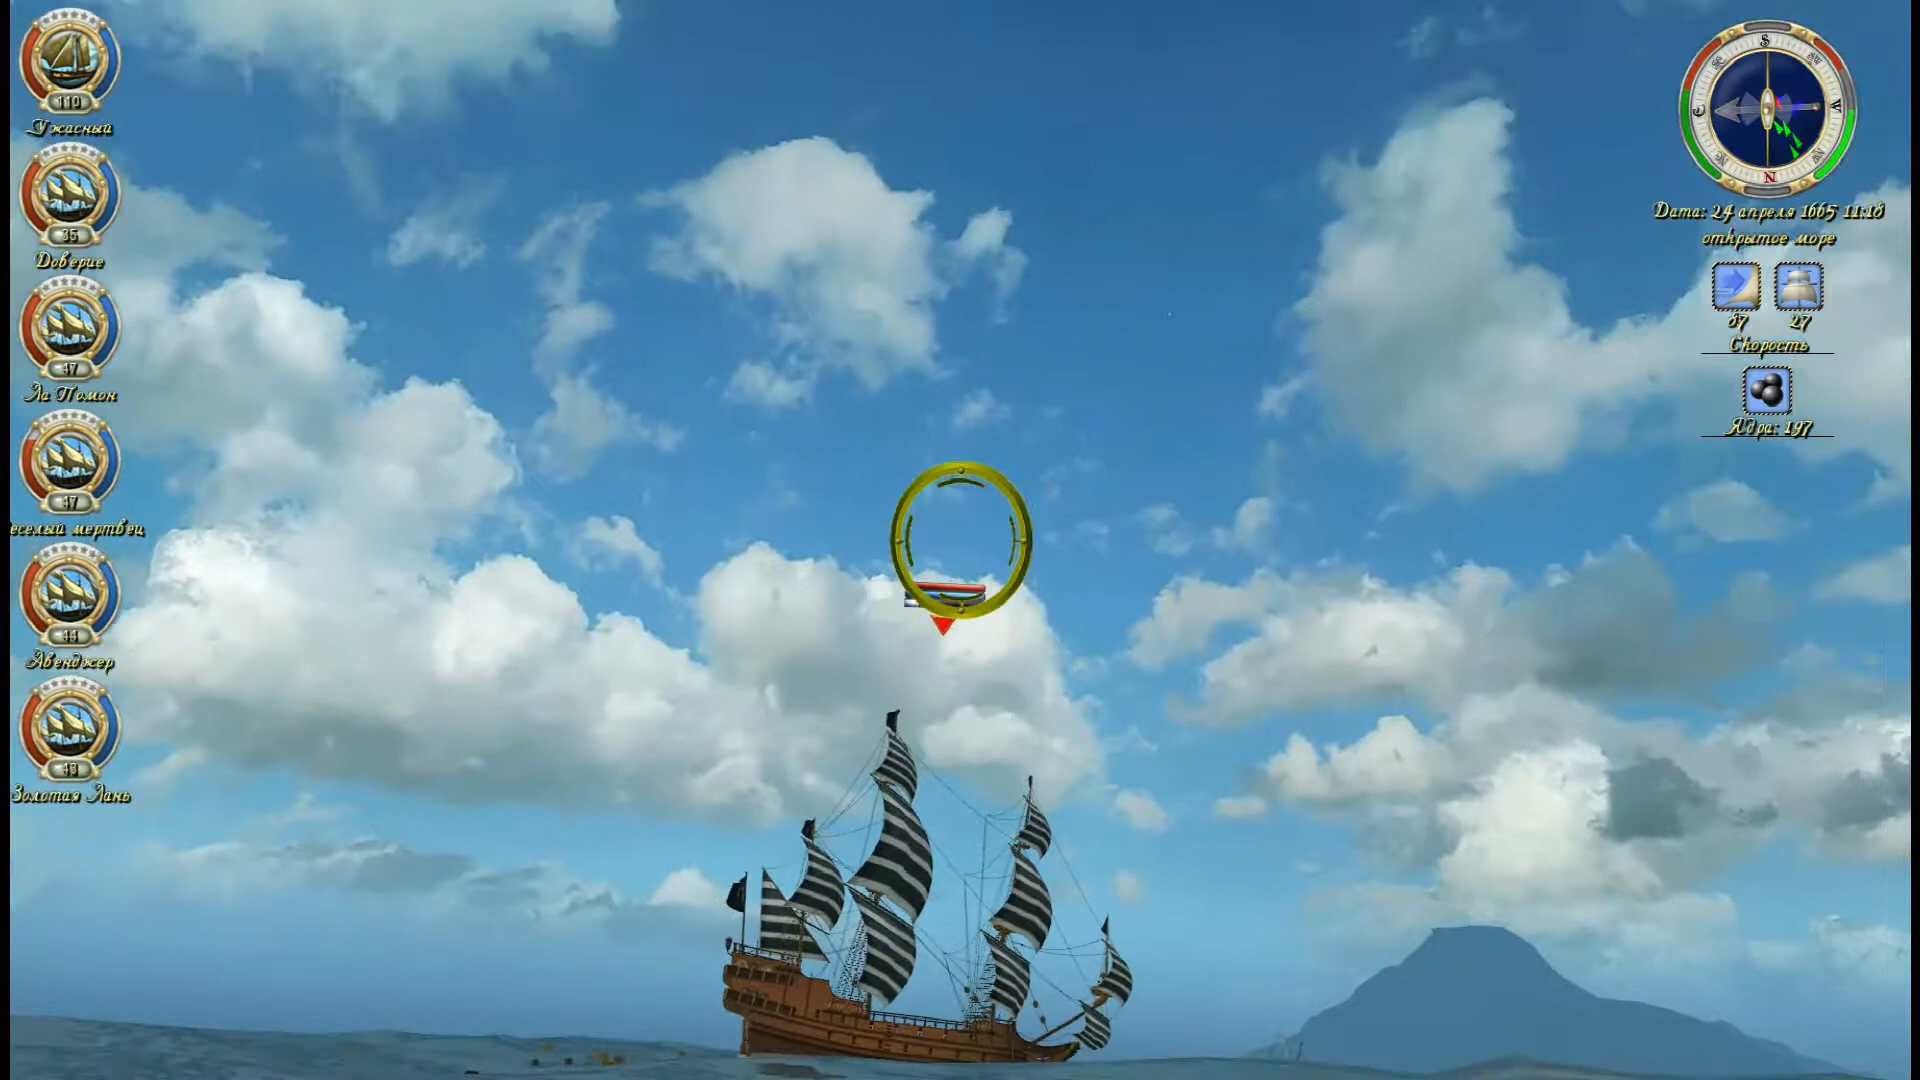 110
Ужасный
35
Доверие
47
Ла Помон
47
еселый мертвец
44
Авенджер
43
Золотая Лань
S
W
N
Дата: 24 апреля 1665 11:18
открытое море
87 27
Скорость
Ядра: 197